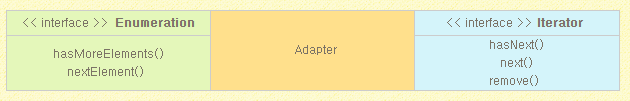 << interface >> Enumeration
hasMoreElements()
nextElement()
Adapter
<< interface >> Iterator
hasNext()
next()
remove()